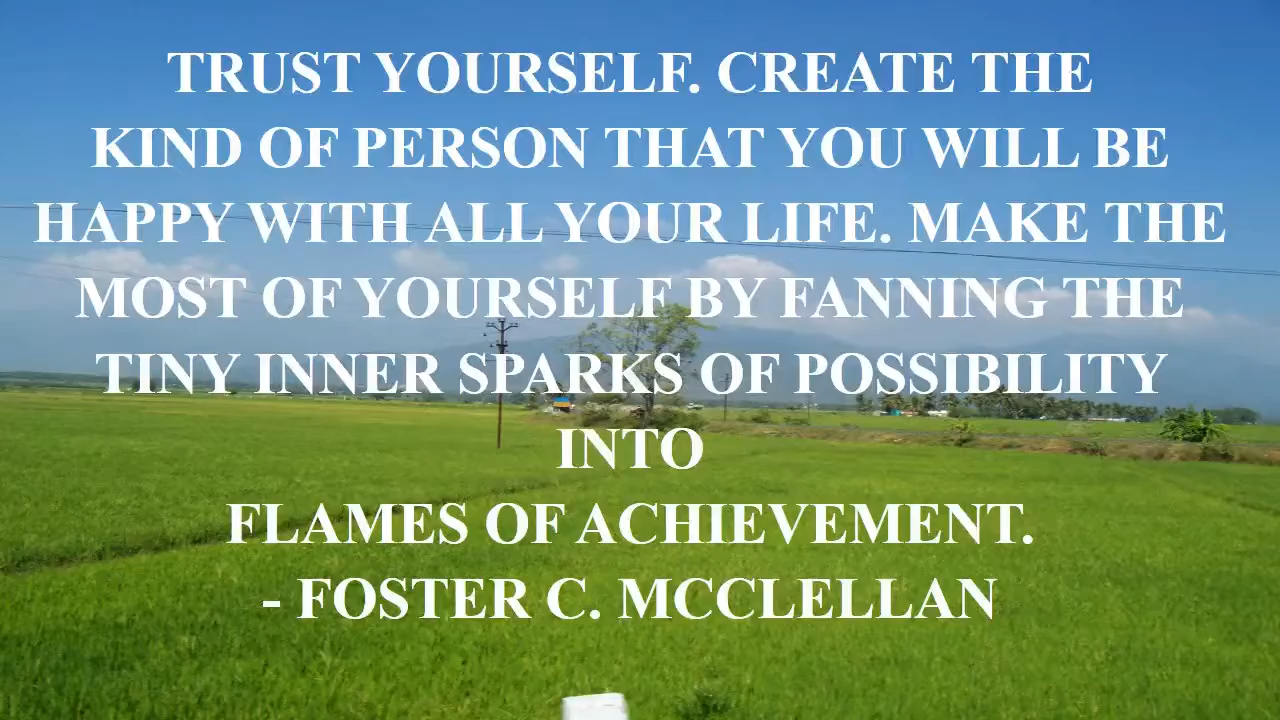 TRUST YOURSELF. CREATE THE
KIND OF PERSON THAT YOU WILL BE
HAPPY WITH ALL YOUR LIFE. MAKE THE
MOST OF YOURSELF BY FANNING THE
TINY INNER SPARKS OF POSSIBILITY
INTO
FLAMES OF ACHIEVEMENT.
- FOSTER C. MCCLELLAN